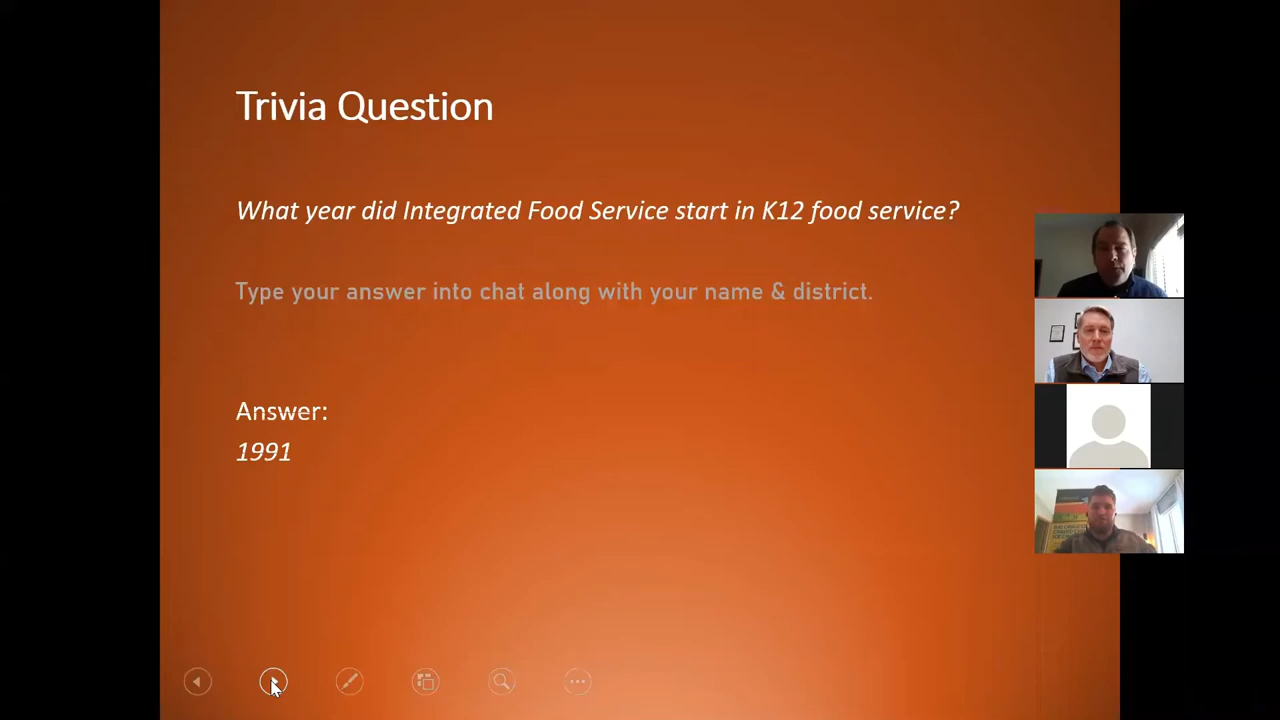 Trivia Question
What year did Integrated Food Service start in K12 food service?
Type your answer into chat along with your name & district.
Answer:
1991